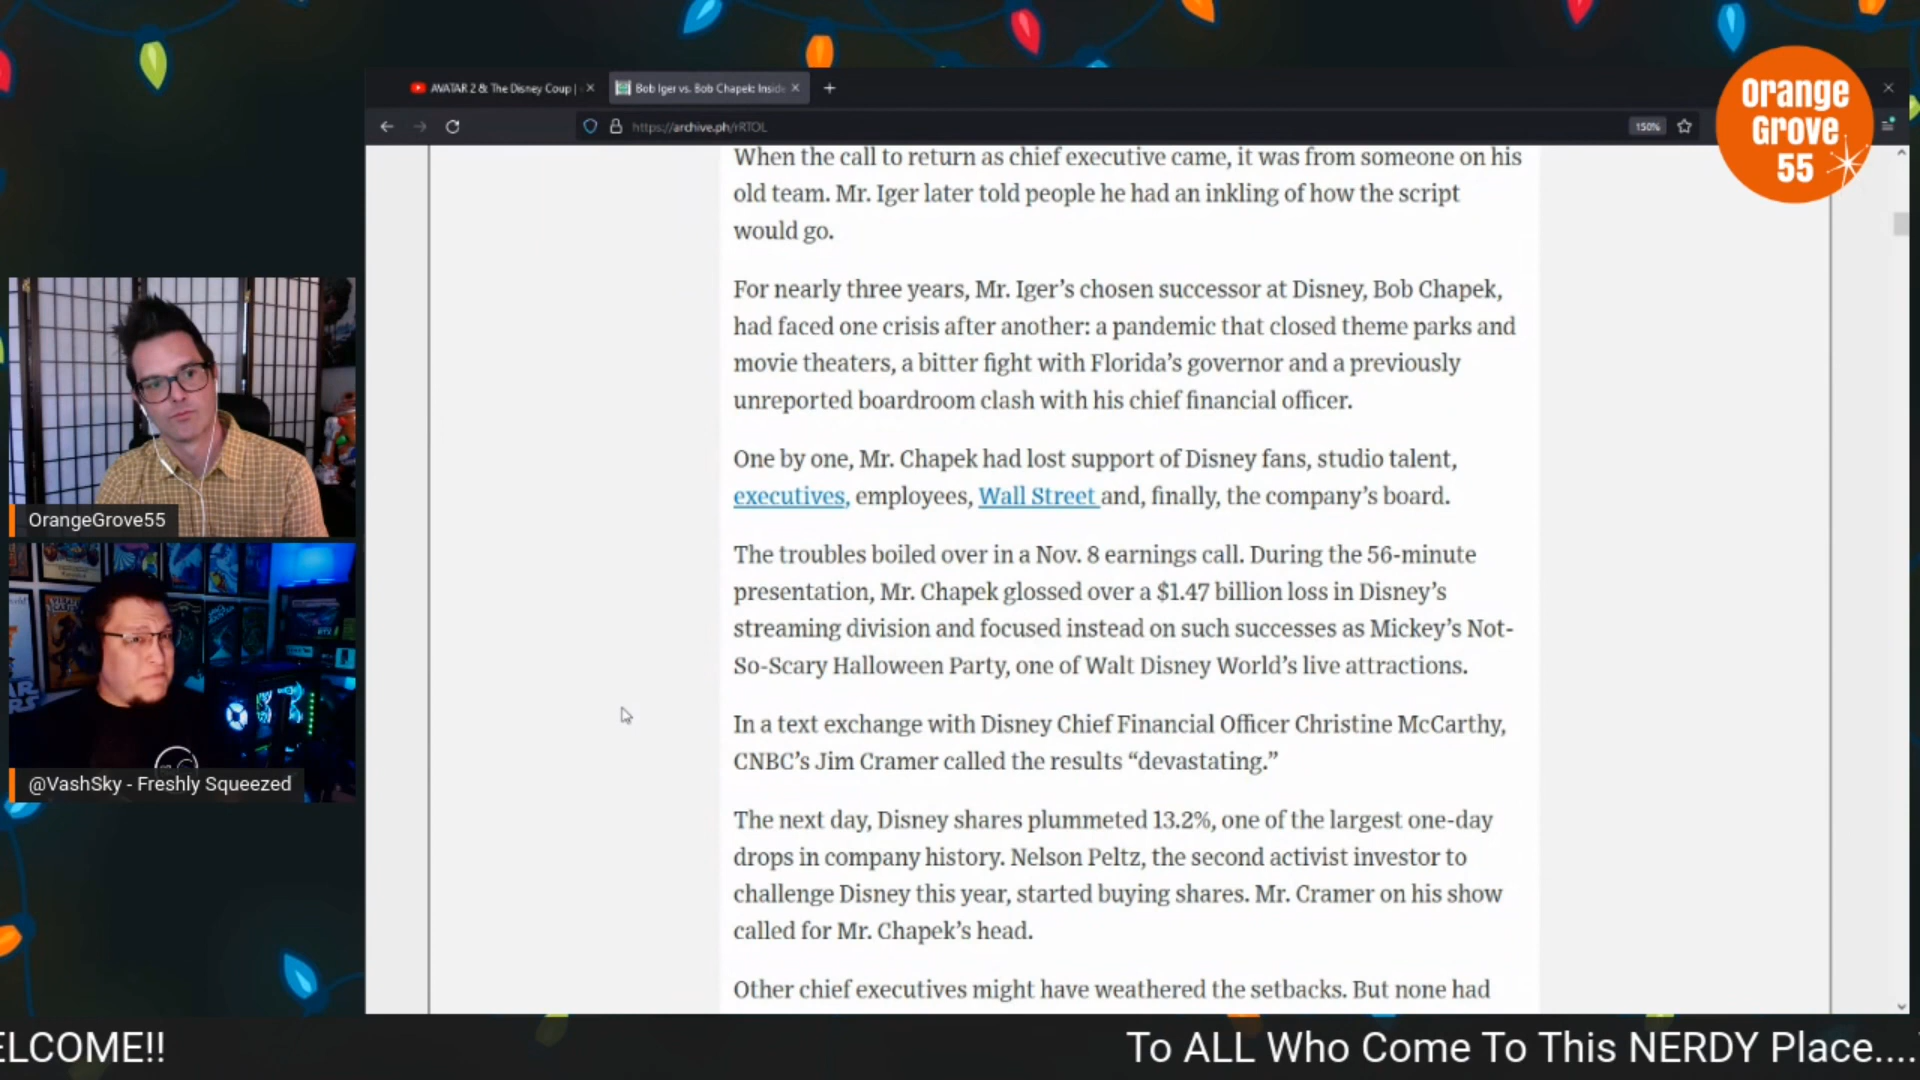 AVATAR 2 & The Disney Coup |
Bob Iger vs. Bob Chapek: Inside
https://archive.ph/rRTOL
150%
Orange
Grove
55
When the call to return as chief executive came, it was from someone on his
old team. Mr. Iger later told people he had an inkling of how the script
would go.
For nearly three years, Mr. Iger’s chosen successor at Disney, Bob Chapek,
had faced one crisis after another: a pandemic that closed theme parks and
movie theaters, a bitter fight with Florida’s governor and a previously
unreported boardroom clash with his chief financial officer.
One by one, Mr. Chapek had lost support of Disney fans, studio talent,
executives, employees, Wall Street and, finally, the company’s board.
The troubles boiled over in a Nov. 8 earnings call. During the 56-minute
presentation, Mr. Chapek glossed over a $1.47 billion loss in Disney’s
streaming division and focused instead on such successes as Mickey’s Not-
So-Scary Halloween Party, one of Walt Disney World’s live attractions.
In a text exchange with Disney Chief Financial Officer Christine McCarthy,
CNBC’s Jim Cramer called the results “devastating.”
The next day, Disney shares plummeted 13.2%, one of the largest one-day
drops in company history. Nelson Peltz, the second activist investor to
challenge Disney this year, started buying shares. Mr. Cramer on his show
called for Mr. Chapek’s head.
Other chief executives might have weathered the setbacks. But none had
OrangeGrove55
@VashSky - Freshly Squeezed
ELCOME!!
To ALL Who Come To This NERDY Place....